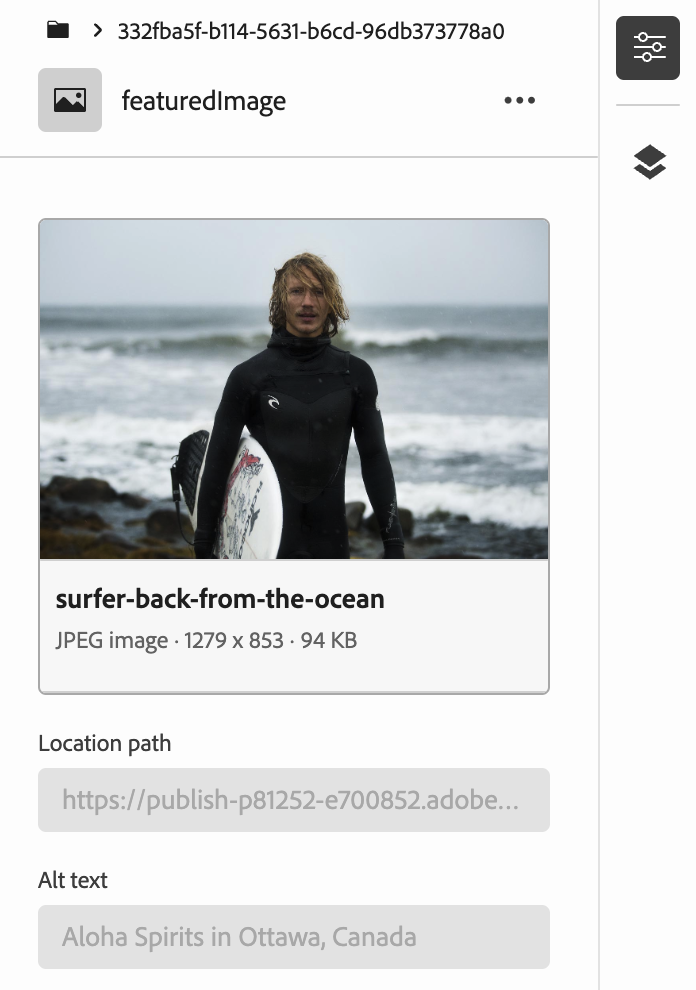 332fba5f-b114-5631-b6cd-96db373778a0
featuredImage
surfer-back-from-the-ocean
JPEG image · 1279 x 853 · 94 KB
Location path
https://publish-p81252-e700852.adobe...
Alt text
Aloha Spirits in Ottawa, Canada